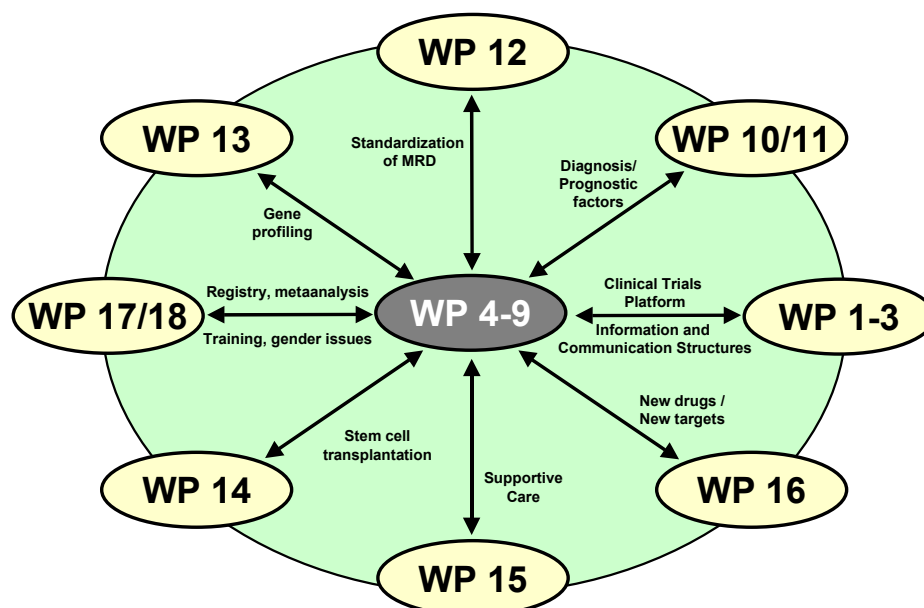 WP 12
WP 13
WP 10/11
Standardization
of MRD
Diagnosis/
Prognostic
factors
Gene
profiling
WP 17/18
Registry, metaanalysis
Training, gender issues
WP 4-9
Clinical Trials
Platform
Information and
Communication Structures
WP 1-3
New drugs /
New targets
Stem cell
transplantation
Supportive
Care
WP 14
WP 16
WP 15